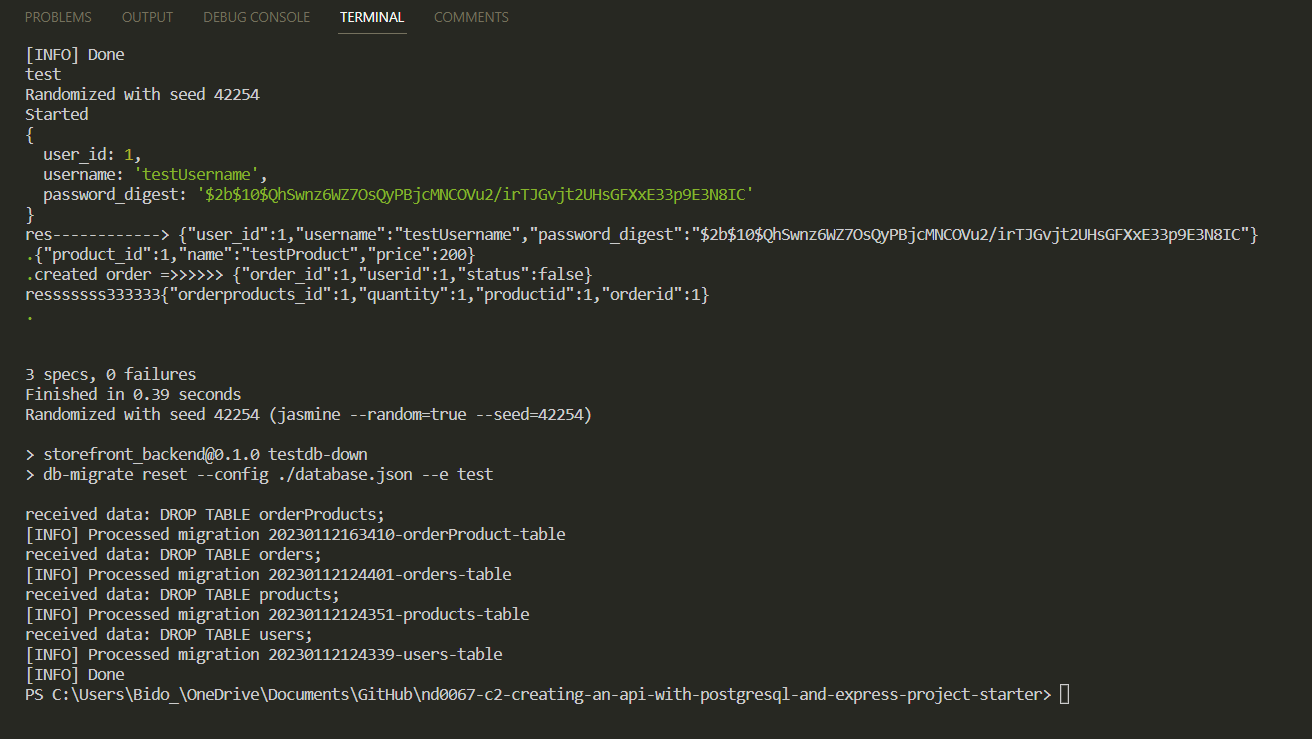 PROBLEMS OUTPUT DEBUG CONSOLE TERMINAL COMMENTS
[INFO] Done
test
Randomized with seed 42254
Started
{
  user_id: 1,
  username: 'testUsername',
  password_digest: '$2b$10$QhSwnz6WZ7OsQyPBjcMNCOVu2/irTJGvjt2UHsGFXxE33p9E3N8IC'
}
res------------> {"user_id":1,"username":"testUsername","password_digest":"$2b$10$QhSwnz6WZ7OsQyPBjcMNCOVu2/irTJGvjt2UHsGFXxE33p9E3N8IC"}
.{"product_id":1,"name":"testProduct","price":200}
.created order =>>>>>> {"order_id":1,"userid":1,"status":false}
resssssss333333{"orderproducts_id":1,"quantity":1,"productid":1,"orderid":1}
.
3 specs, 0 failures
Finished in 0.39 seconds
Randomized with seed 42254 (jasmine --random=true --seed=42254)
> storefront_backend@0.1.0 testdb-down
> db-migrate reset --config ./database.json --e test
received data: DROP TABLE orderProducts;
[INFO] Processed migration 20230112163410-orderProduct-table
received data: DROP TABLE orders;
[INFO] Processed migration 20230112124401-orders-table
received data: DROP TABLE products;
[INFO] Processed migration 20230112124351-products-table
received data: DROP TABLE users;
[INFO] Processed migration 20230112124339-users-table
[INFO] Done
PS C:\Users\Bido_\OneDrive\Documents\GitHub\nd0067-c2-creating-an-api-with-postgresql-and-express-project-starter>